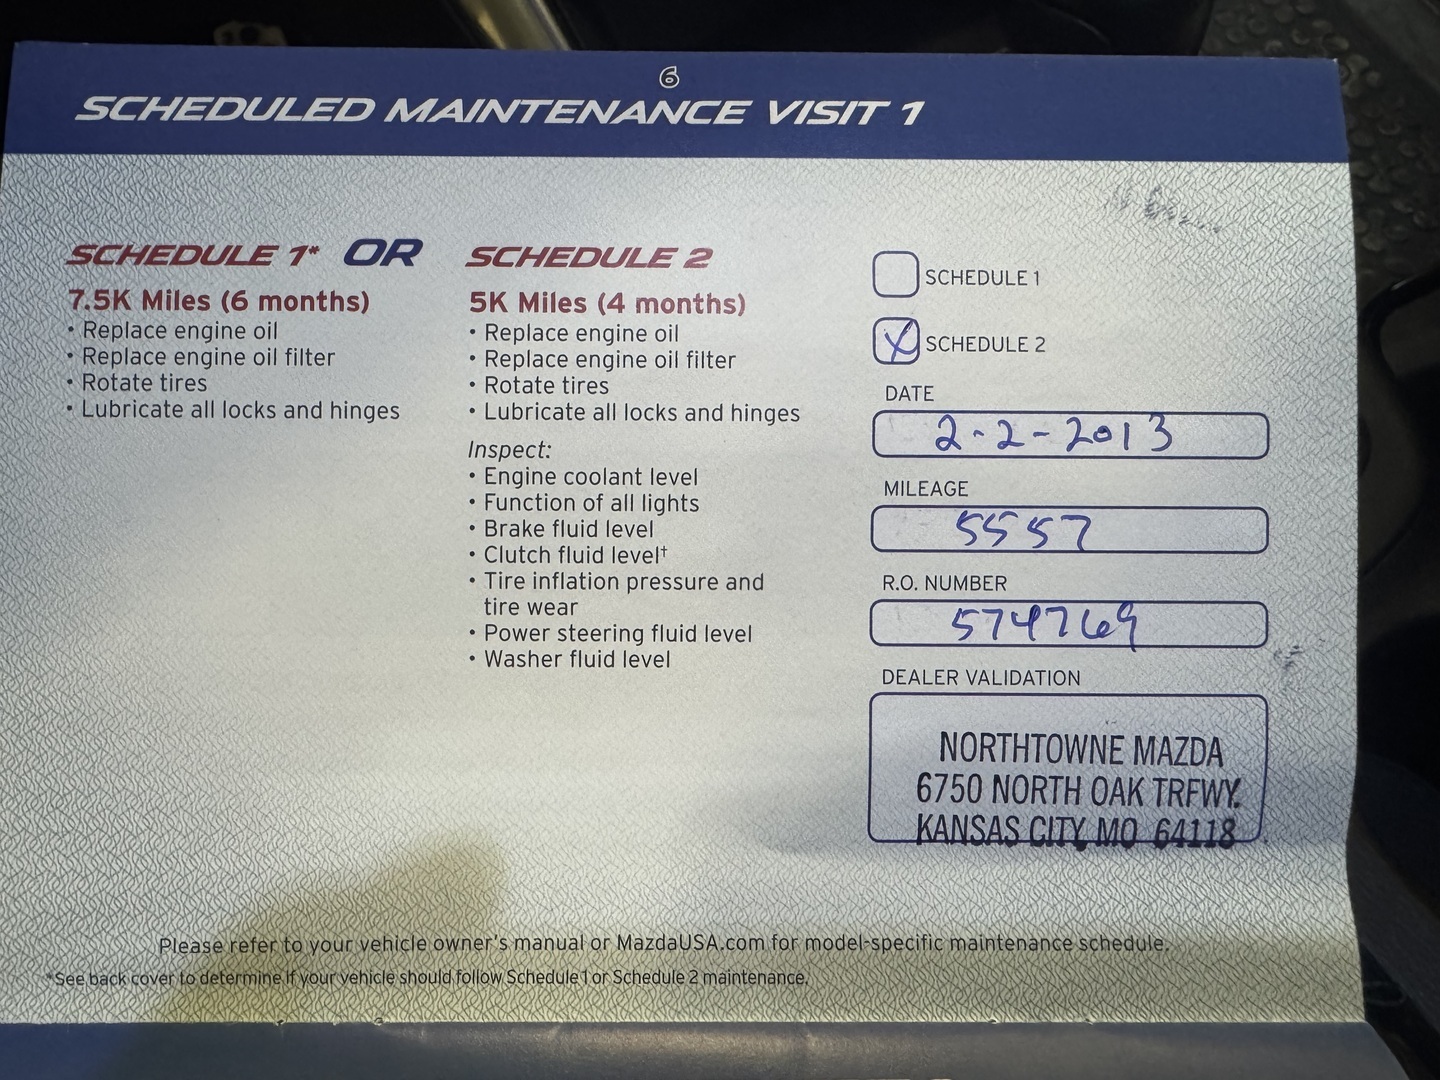 6
SCHEDULED MAINTENANCE VISIT 1
SCHEDULE 1* OR
7.5K Miles (6 months)
• Replace engine oil
• Replace engine oil filter
• Rotate tires
• Lubricate all locks and hinges
SCHEDULE 2
5K Miles (4 months)
• Replace engine oil
• Replace engine oil filter
• Rotate tires
• Lubricate all locks and hinges
Inspect:
• Engine coolant level
• Function of all lights
• Brake fluid level
• Clutch fluid level†
• Tire inflation pressure and
tire wear
• Power steering fluid level
• Washer fluid level
SCHEDULE 1
X SCHEDULE 2
DATE
2-2-2013
MILEAGE
5557
R.O. NUMBER
574769
DEALER VALIDATION
NORTHTOWNE MAZDA
6750 NORTH OAK TRFWY.
KANSAS CITY, MO 64118
Please refer to your vehicle owner's manual or MazdaUSA.com for model-specific maintenance schedule.
*See back cover to determine if your vehicle should follow Schedule 1 or Schedule 2 maintenance.